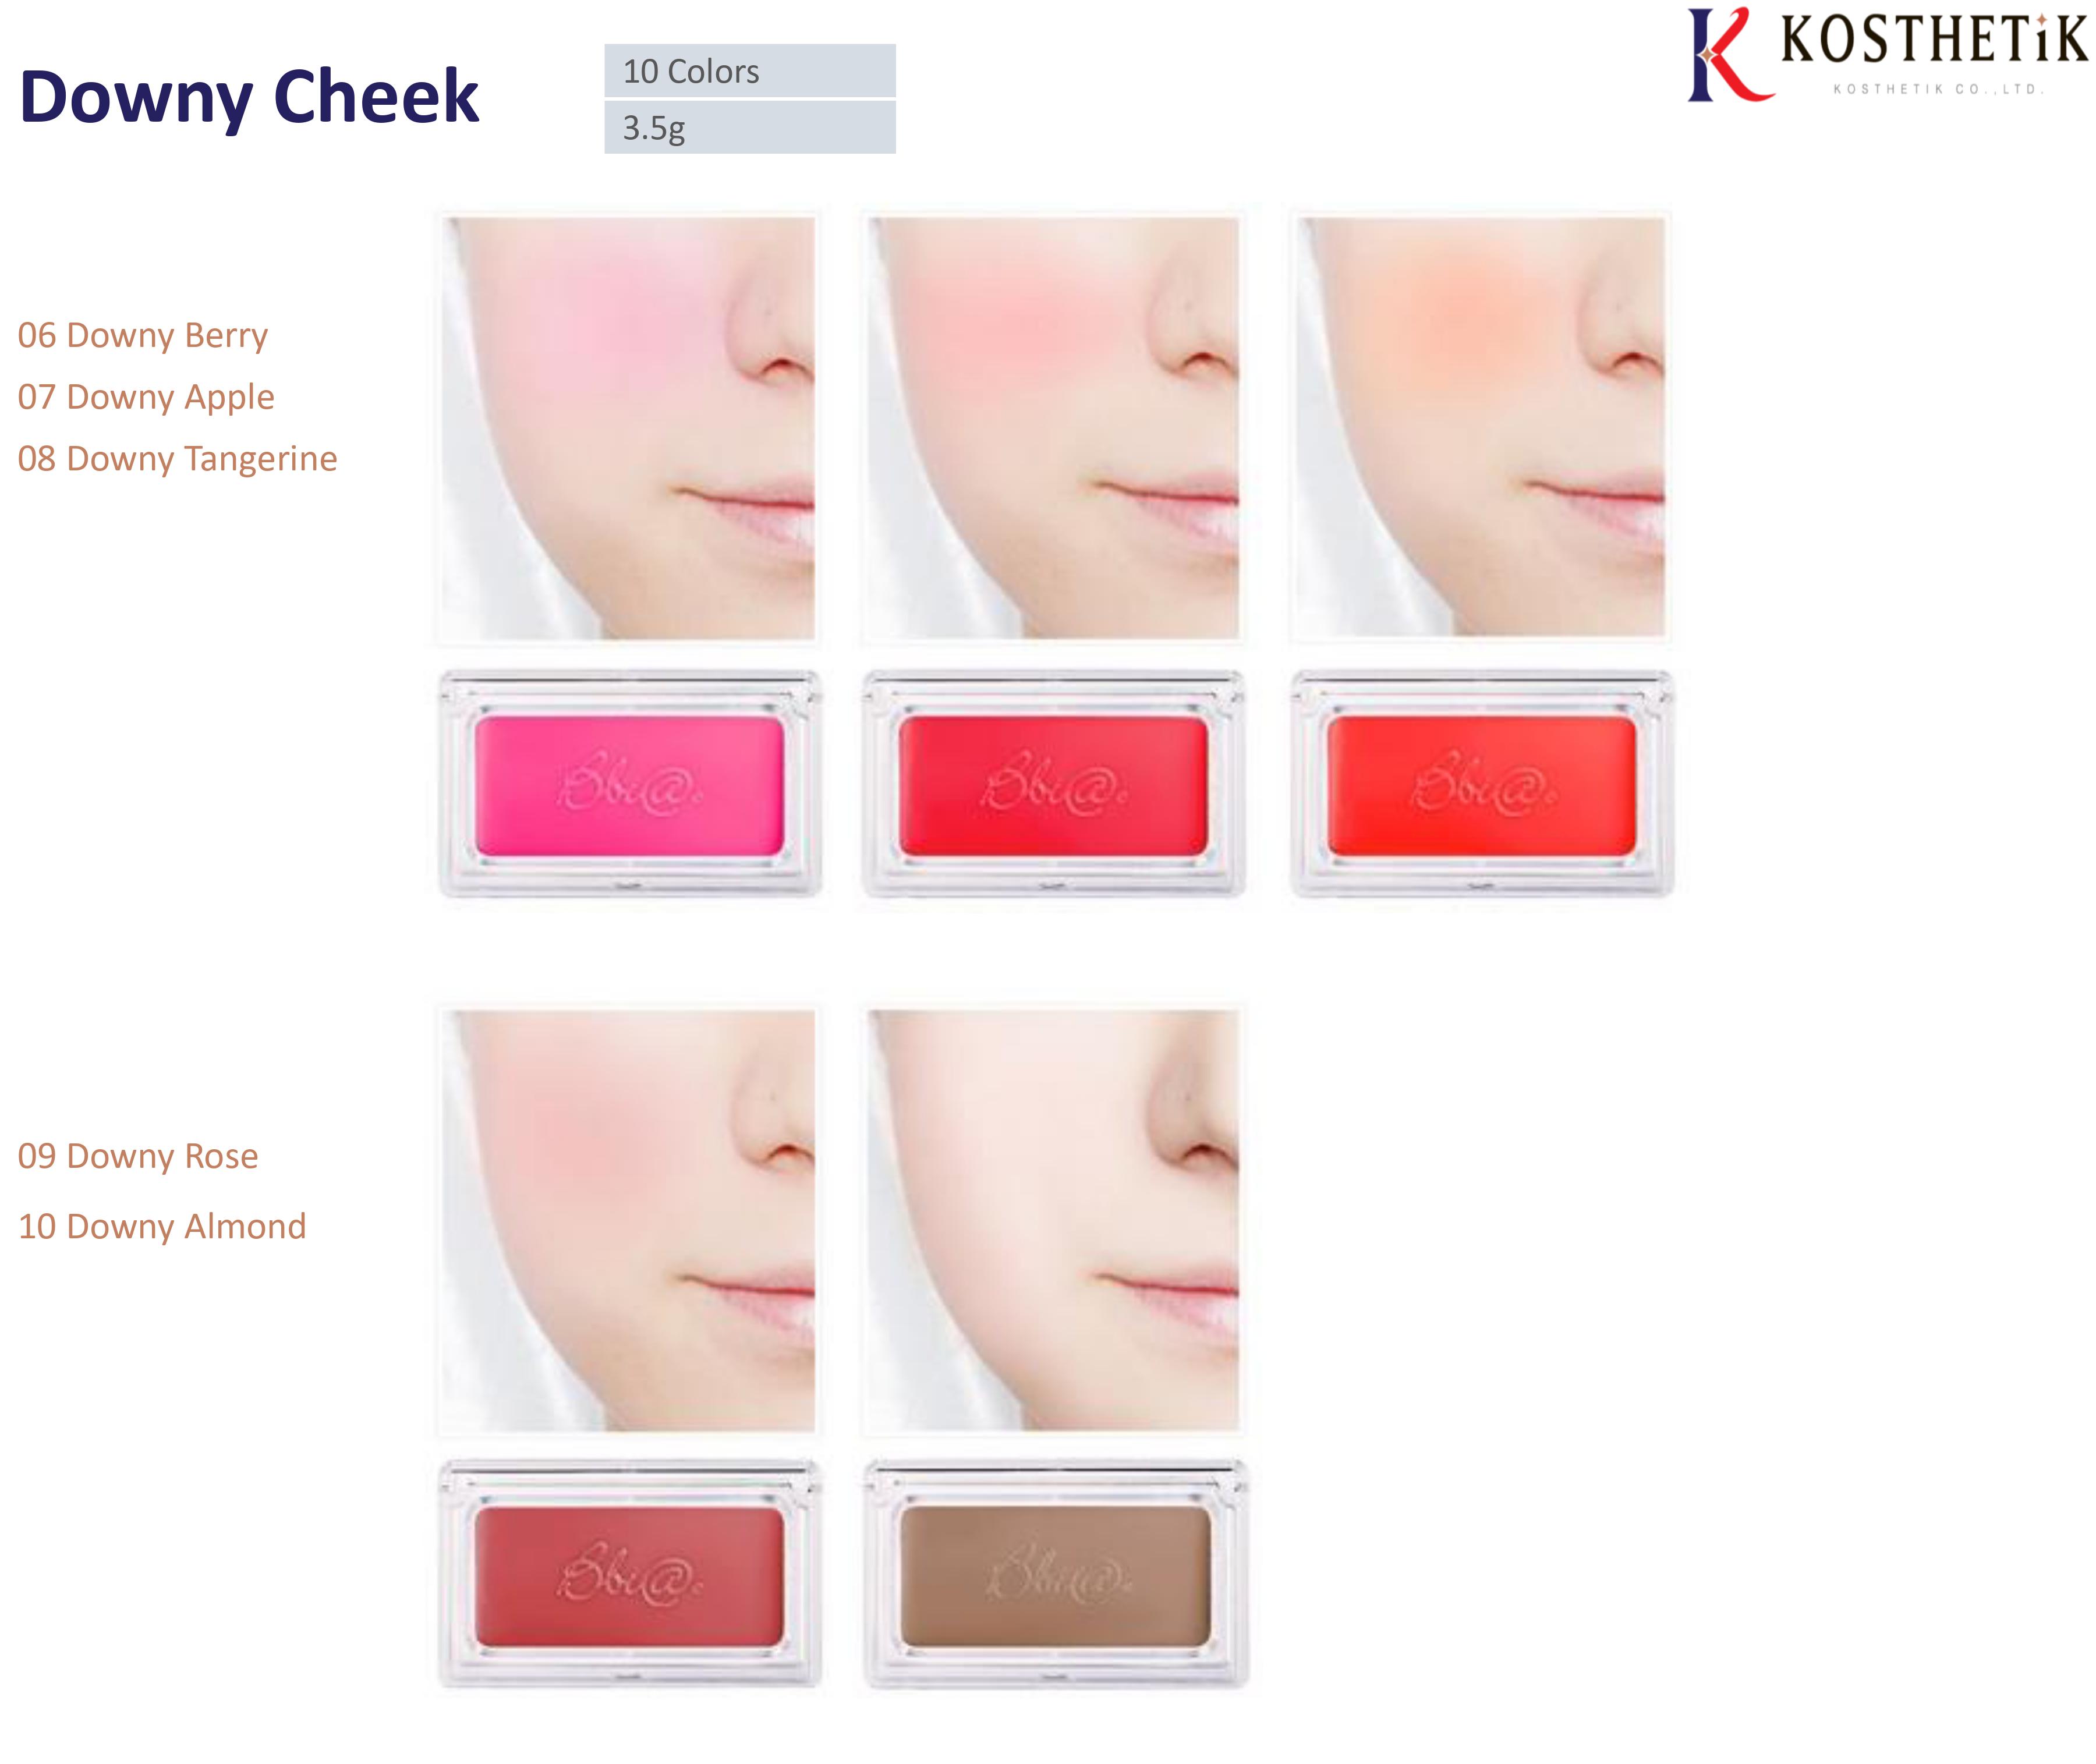 Downy Cheek
10 Colors
3.5g
KOSTHETiK
KOSTHETIK CO.,LTD.
06 Downy Berry
07 Downy Apple
08 Downy Tangerine
Bbi@.
Bbi@.
Bbi@.
09 Downy Rose
10 Downy Almond
Bbi@.
Bbi@.